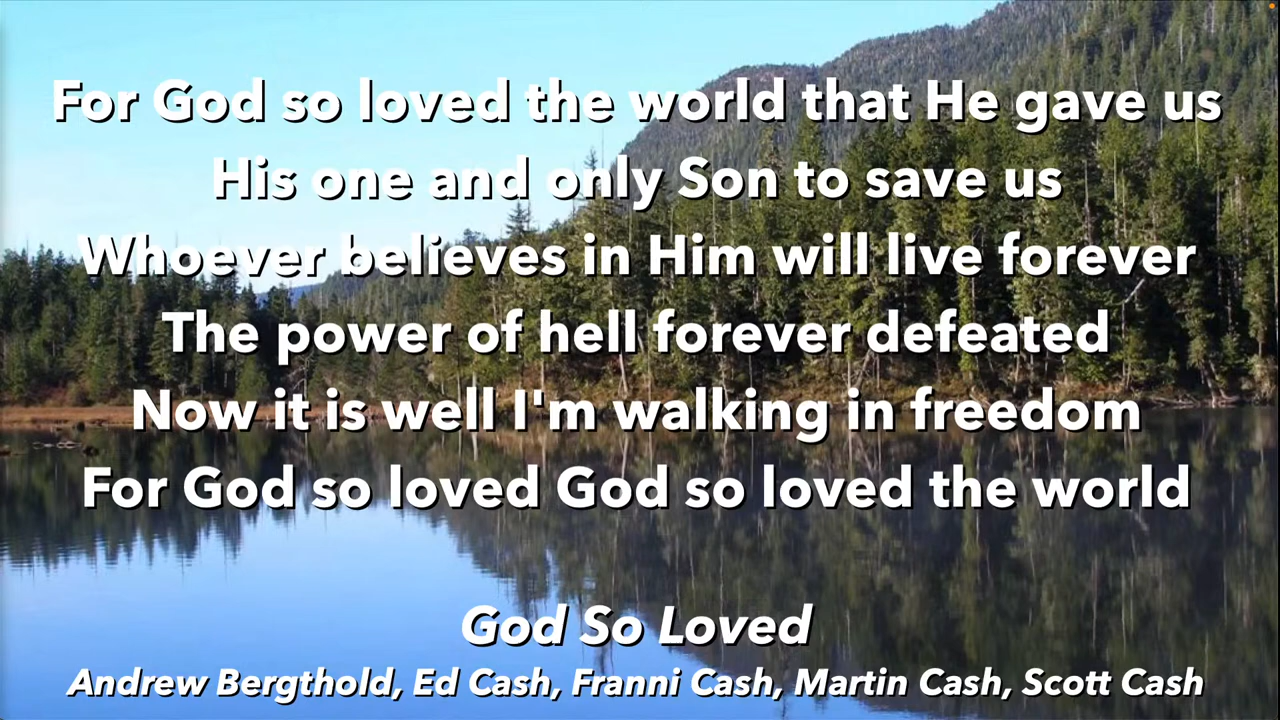 For God so loved the world that He gave us
His one and only Son to save us
Whoever believes in Him will live forever
The power of hell forever defeated
Now it is well I'm walking in freedom
For God so loved God so loved the world
God So Loved
Andrew Bergthold, Ed Cash, Franni Cash, Martin Cash, Scott Cash